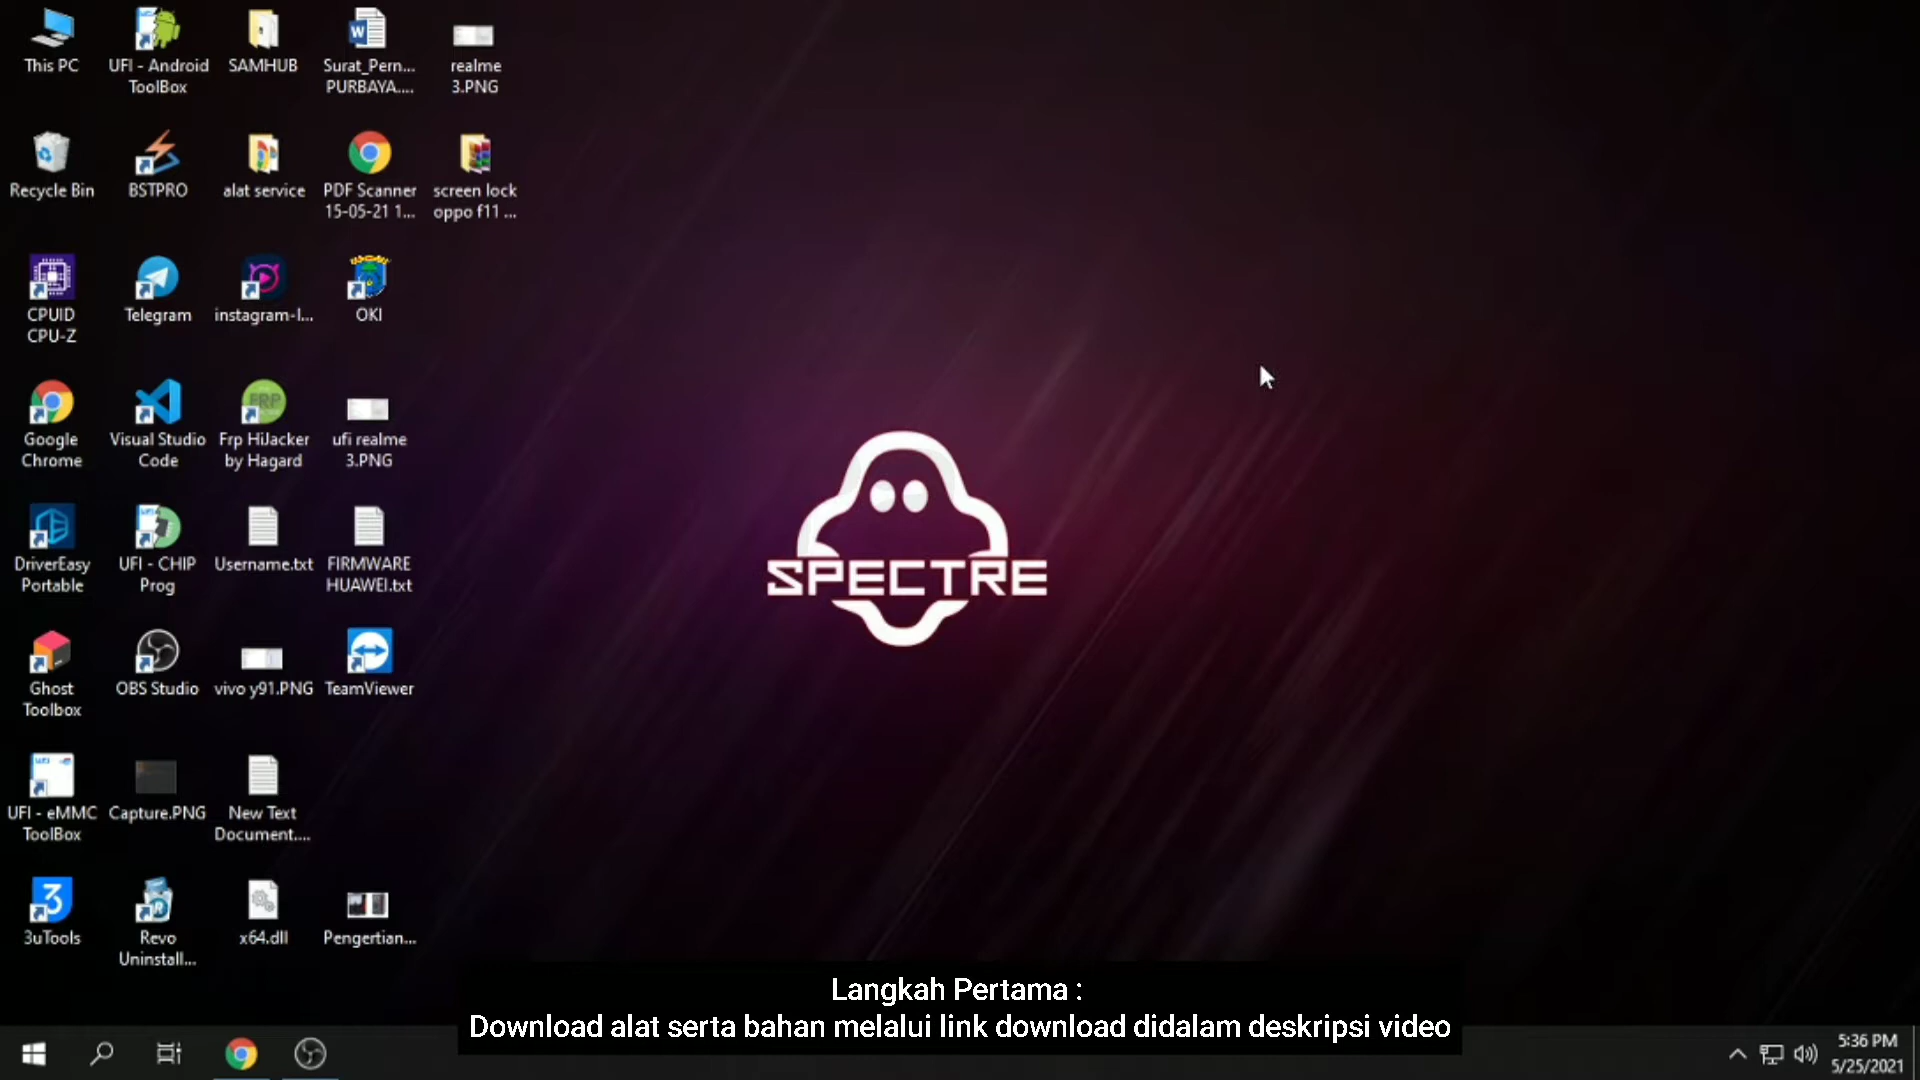 This PC
UFI - Android
ToolBox
SAMHUB
Surat_Pern...
PURBAYA....
realme
3.PNG
Recycle Bin
BSTPRO
alat service
PDF Scanner
15-05-21 1...
screen lock
oppo f11 ...
CPUID
CPU-Z
Telegram
instagram-l...
OKI
Google
Chrome
Visual Studio
Code
FRP
Frp HiJacker
by Hagard
ufi realme
3.PNG
DriverEasy
Portable
UFI - CHIP
Prog
Username.txt
FIRMWARE
HUAWEI.txt
SPECTRE
Ghost
Toolbox
OBS Studio
vivo y91.PNG
TeamViewer
UFI - eMMC
ToolBox
Capture.PNG
New Text
Document....
3uTools
Revo
Uninstall...
x64.dll
Pengertian...
Langkah Pertama :
Download alat serta bahan melalui link download didalam deskripsi video
5:36 PM
5/25/2021